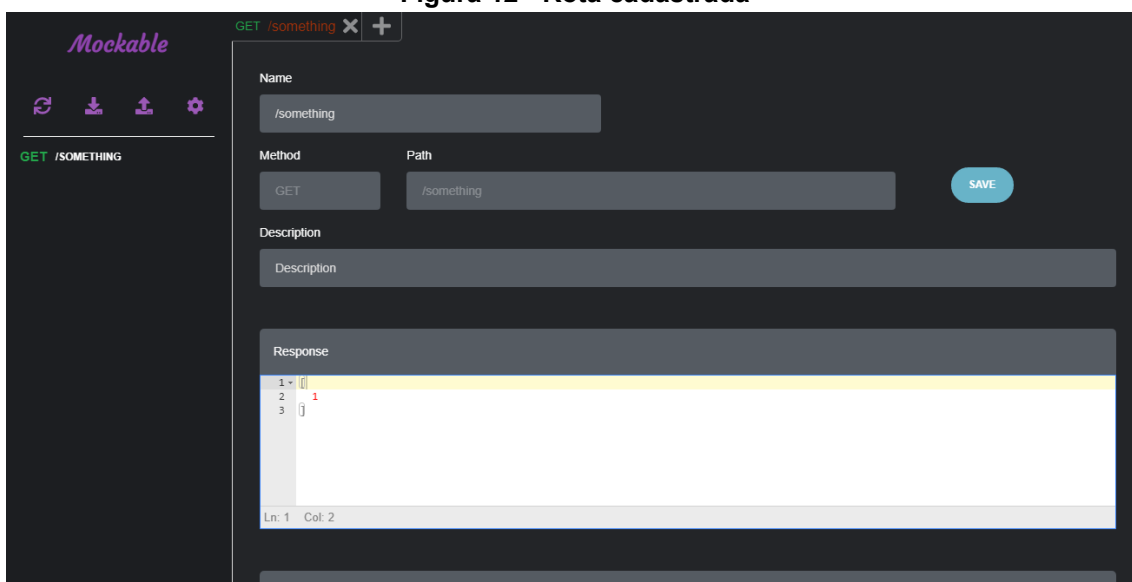 Figura 12 - Rota cadastrada
Mockable
GET /something
GET /SOMETHING
Name
/something
Method Path
GET /something
SAVE
Description
Description
Response
1 [
2 1
3 ]
Ln: 1 Col: 2